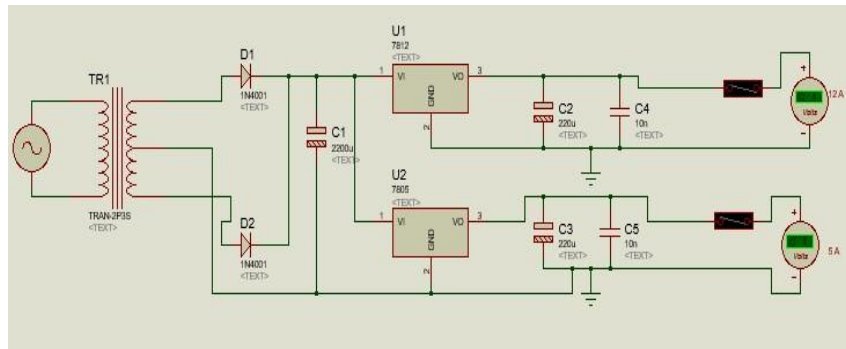 TR1
TRAN-2P3S
<TEXT>
D1
1N4001
<TEXT>
D2
1N4001
<TEXT>
C1
2200u
<TEXT>
U1
7812
<TEXT>
1
VI
VO
3
GND
2
C2
220u
<TEXT>
C4
10n
<TEXT>
+
Volts
-
12 A
U2
7805
<TEXT>
1
VI
VO
3
GND
2
C3
220u
<TEXT>
C5
10n
<TEXT>
+
Volts
-
5 A